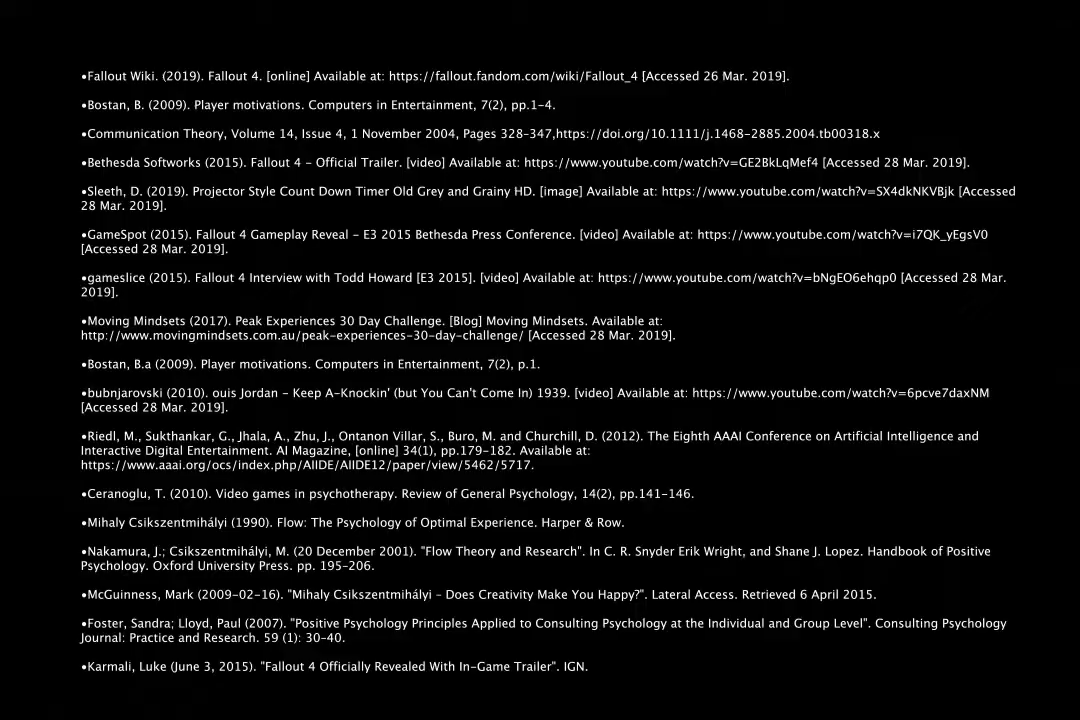 •Fallout Wiki. (2019). Fallout 4. [online] Available at: https://fallout.fandom.com/wiki/Fallout_4 [Accessed 26 Mar. 2019].
•Bostan, B. (2009). Player motivations. Computers in Entertainment, 7(2), pp.1-4.
•Communication Theory, Volume 14, Issue 4, 1 November 2004, Pages 328–347,https://doi.org/10.1111/j.1468-2885.2004.tb00318.x
•Bethesda Softworks (2015). Fallout 4 - Official Trailer. [video] Available at: https://www.youtube.com/watch?v=GE2BkLqMef4 [Accessed 28 Mar. 2019].
•Sleeth, D. (2019). Projector Style Count Down Timer Old Grey and Grainy HD. [image] Available at: https://www.youtube.com/watch?v=SX4dkNKVBjk [Accessed
28 Mar. 2019].
•GameSpot (2015). Fallout 4 Gameplay Reveal - E3 2015 Bethesda Press Conference. [video] Available at: https://www.youtube.com/watch?v=i7QK_yEgsV0
[Accessed 28 Mar. 2019].
•gameslice (2015). Fallout 4 Interview with Todd Howard [E3 2015]. [video] Available at: https://www.youtube.com/watch?v=bNgEO6ehqp0 [Accessed 28 Mar.
2019].
•Moving Mindsets (2017). Peak Experiences 30 Day Challenge. [Blog] Moving Mindsets. Available at:
http://www.movingmindsets.com.au/peak-experiences-30-day-challenge/ [Accessed 28 Mar. 2019].
•Bostan, B.a (2009). Player motivations. Computers in Entertainment, 7(2), p.1.
•bubnjarovski (2010). ouis Jordan - Keep A-Knockin' (but You Can't Come In) 1939. [video] Available at: https://www.youtube.com/watch?v=6pcve7daxNM
[Accessed 28 Mar. 2019].
•Riedl, M., Sukthankar, G., Jhala, A., Zhu, J., Ontanon Villar, S., Buro, M. and Churchill, D. (2012). The Eighth AAAI Conference on Artificial Intelligence and
Interactive Digital Entertainment. AI Magazine, [online] 34(1), pp.179-182. Available at:
https://www.aaai.org/ocs/index.php/AIIDE/AIIDE12/paper/view/5462/5717.
•Ceranoglu, T. (2010). Video games in psychotherapy. Review of General Psychology, 14(2), pp.141-146.
•Mihaly Csikszentmihályi (1990). Flow: The Psychology of Optimal Experience. Harper & Row.
•Nakamura, J.; Csikszentmihályi, M. (20 December 2001). "Flow Theory and Research". In C. R. Snyder Erik Wright, and Shane J. Lopez. Handbook of Positive
Psychology. Oxford University Press. pp. 195–206.
•McGuinness, Mark (2009-02-16). "Mihaly Csikszentmihályi – Does Creativity Make You Happy?". Lateral Access. Retrieved 6 April 2015.
•Foster, Sandra; Lloyd, Paul (2007). "Positive Psychology Principles Applied to Consulting Psychology at the Individual and Group Level". Consulting Psychology
Journal: Practice and Research. 59 (1): 30–40.
•Karmali, Luke (June 3, 2015). "Fallout 4 Officially Revealed With In-Game Trailer". IGN.